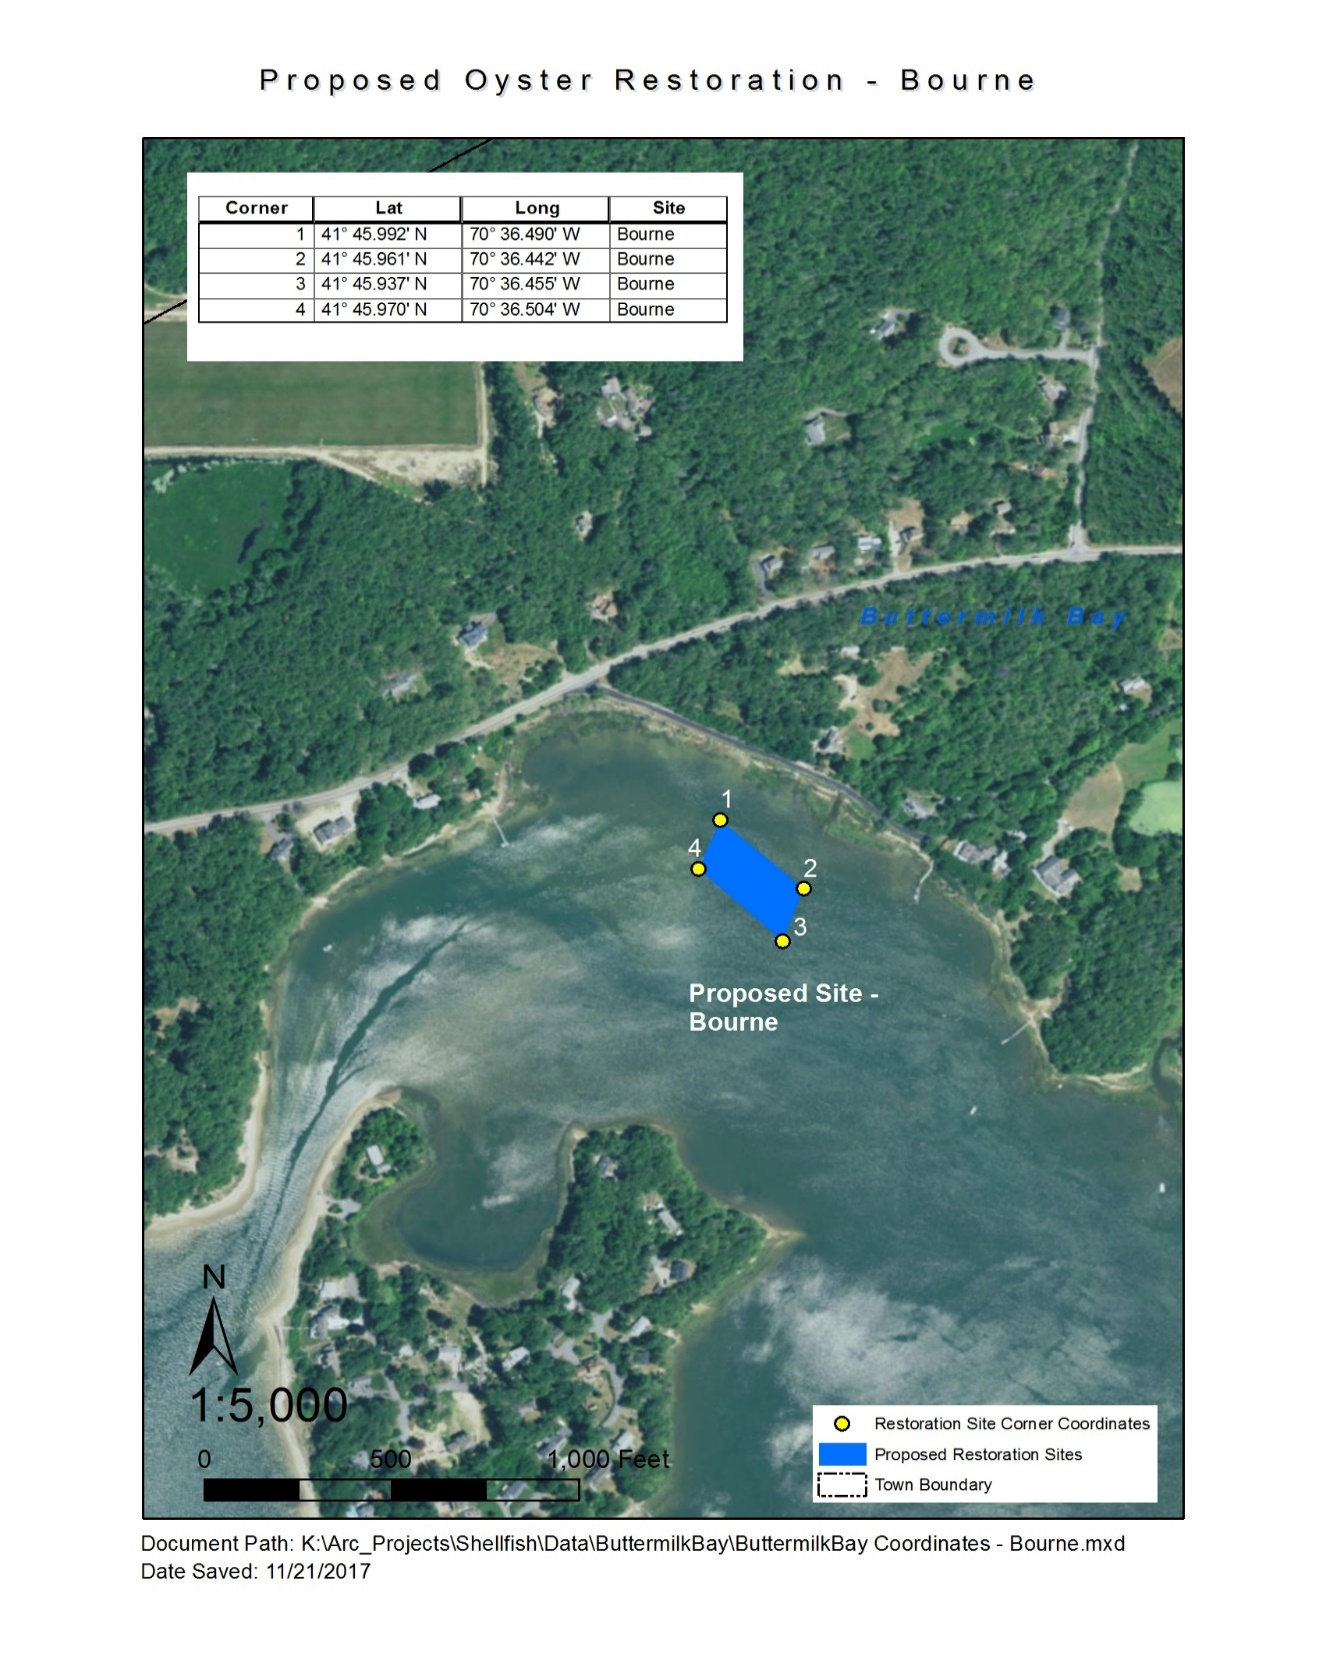 Proposed Oyster Restoration - Bourne
Corner Lat Long Site
1 41° 45.992' N 70° 36.490' W Bourne
2 41° 45.961' N 70° 36.442' W Bourne
3 41° 45.937' N 70° 36.455' W Bourne
4 41° 45.970' N 70° 36.504' W Bourne
Buttermilk Bay
1
4
2
3
Proposed Site -
Bourne
N
1:5,000
0 500 1,000 Feet
Restoration Site Corner Coordinates
Proposed Restoration Sites
Town Boundary
Document Path: K:\Arc_Projects\Shellfish\Data\ButtermilkBay\ButtermilkBay Coordinates - Bourne.mxd
Date Saved: 11/21/2017